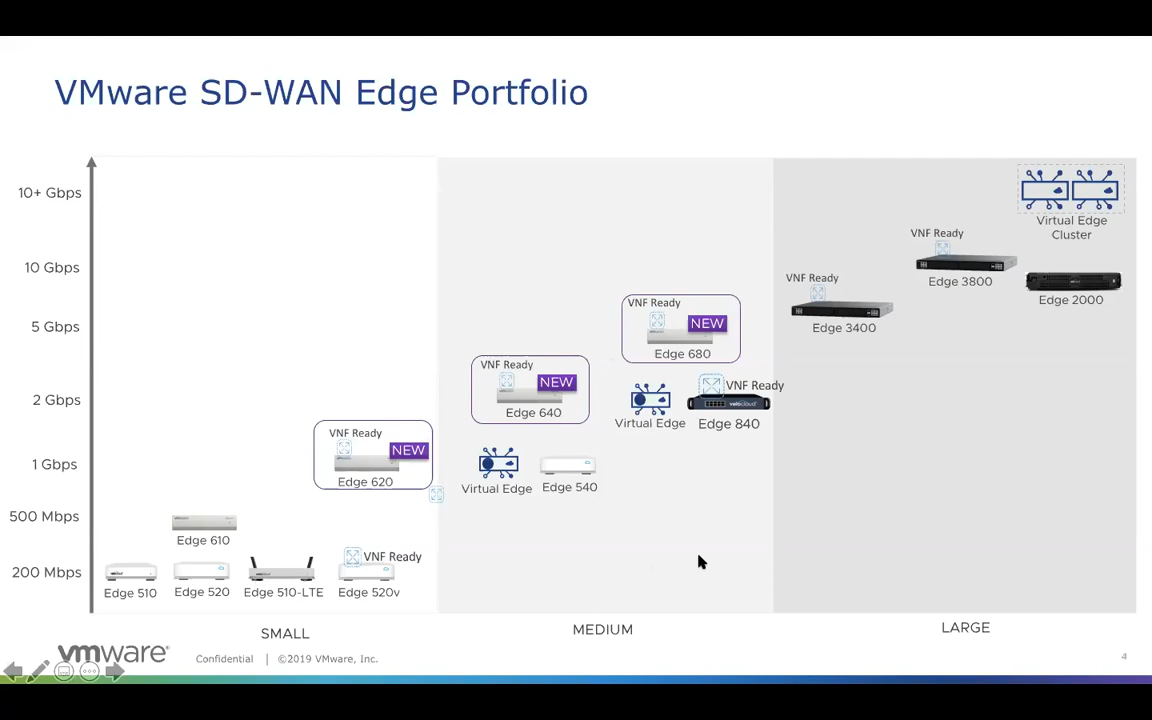 VMware SD-WAN Edge Portfolio
10+ Gbps
10 Gbps
5 Gbps
2 Gbps
1 Gbps
500 Mbps
200 Mbps
Virtual Edge
Cluster
VNF Ready
Edge 3800
Edge 2000
VNF Ready
Edge 3400
VNF Ready
NEW
Edge 680
VNF Ready
NEW
Edge 640
Virtual Edge
VNF Ready
velocloud
Edge 840
VNF Ready
NEW
Edge 620
Virtual Edge
Edge 540
Edge 610
Edge 510
Edge 520
Edge 510-LTE
VNF Ready
Edge 520v
SMALL
MEDIUM
LARGE
vmware®
Confidential | ©2019 VMware, Inc.
4